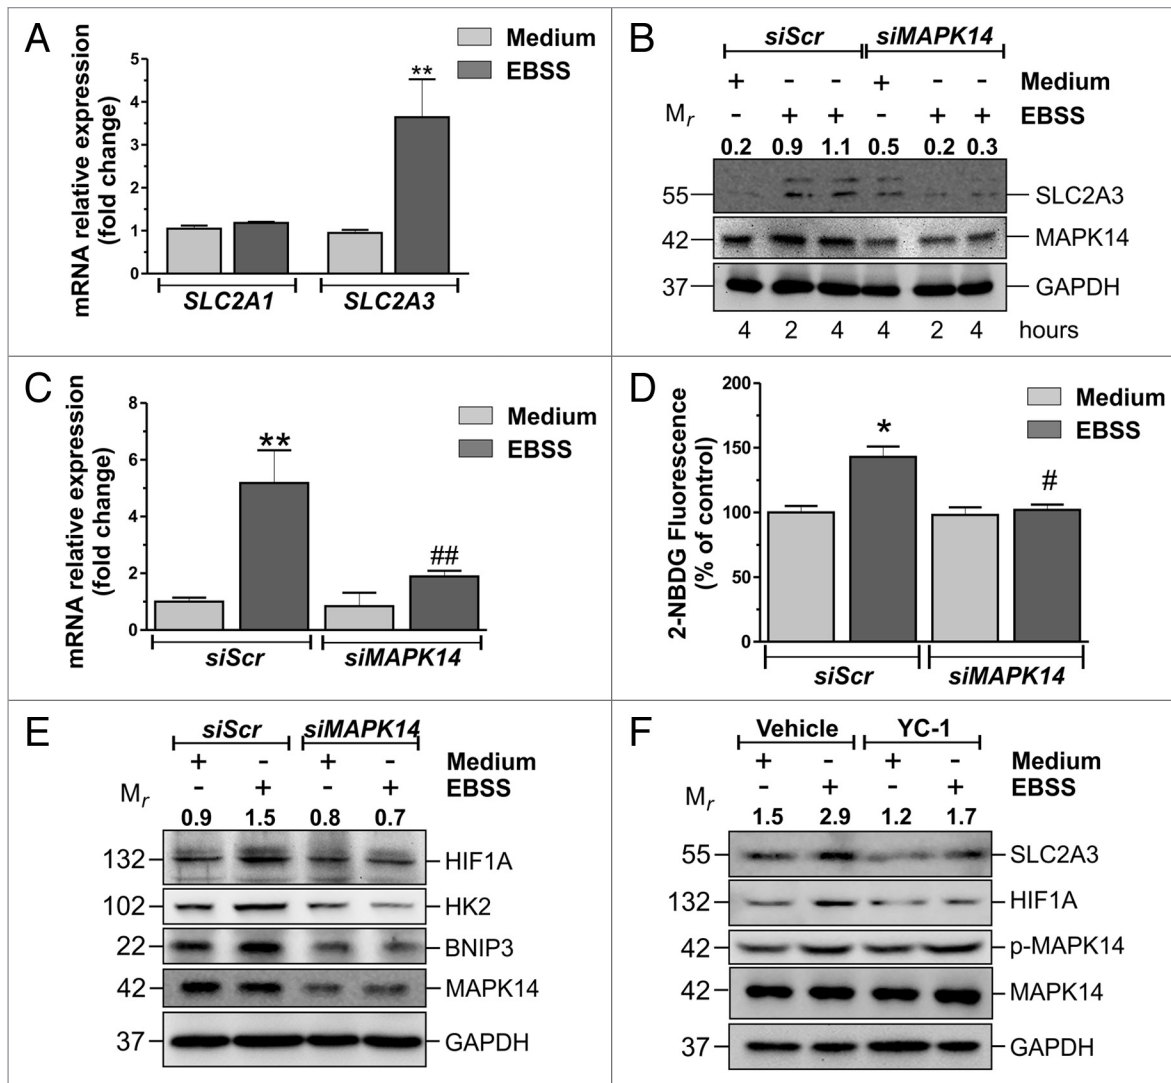 A
mRNA relative expression
(fold change)
5
4
3
2
1
0
Medium
EBSS
**
SLC2A1
SLC2A3
B
siScr
siMAPK14
+ - - + - - Medium
Mr - + + - + + EBSS
0.2 0.9 1.1 0.5 0.2 0.3
55 SLC2A3
42 MAPK14
37 GAPDH
4 2 4 4 2 4 hours
C
mRNA relative expression
(fold change)
8
6
4
2
0
Medium
EBSS
**
##
siScr
siMAPK14
D
2-NBDG Fluorescence
(% of control)
200
150
100
50
0
Medium
EBSS
*
#
siScr
siMAPK14
E
siScr
siMAPK14
+ - + - Medium
Mr - + - + EBSS
0.9 1.5 0.8 0.7
132 HIF1A
102 HK2
22 BNIP3
42 MAPK14
37 GAPDH
F
Vehicle
YC-1
+ - + - Medium
Mr - + - + EBSS
1.5 2.9 1.2 1.7
55 SLC2A3
132 HIF1A
42 p-MAPK14
42 MAPK14
37 GAPDH